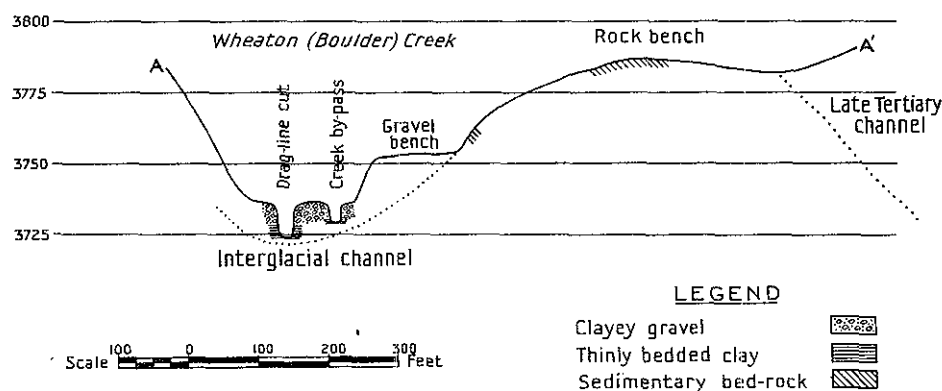 3800
Wheaton (Boulder) Creek
Rock bench
A
A'
3775
Drag-line cut
Creek by-pass
Gravel bench
Late Tertiary
channel
3750
3725
Interglacial channel
LEGEND
Clayey gravel
Thinly bedded clay
Sedimentary bed-rock
Scale 100 0 100 200 300 Feet